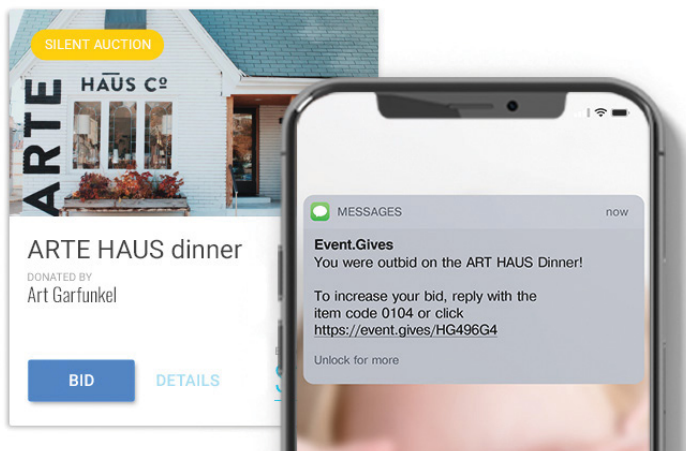 SILENT AUCTION
HAUS Cº
ARTE
ARTE HAUS dinner
DONATED BY
Art Garfunkel
BID
DETAILS
MESSAGES
now
Event.Gives
You were outbid on the ART HAUS Dinner!
To increase your bid, reply with the
item code 0104 or click
https://event.gives/HG496G4
Unlock for more